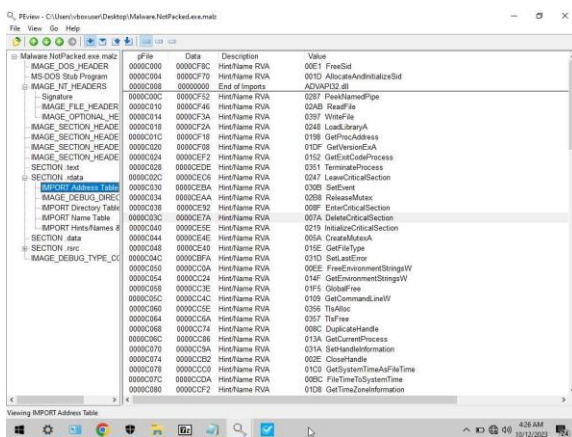 PEview - C:\Users\vboxuser\Desktop\Malware.NotPacked.exe.malz
File View Go Help
Malware.NotPacked.exe.malz
IMAGE_DOS_HEADER
MS-DOS Stub Program
IMAGE_NT_HEADERS
Signature
IMAGE_FILE_HEADER
IMAGE_OPTIONAL_HE
IMAGE_SECTION_HEADE
IMAGE_SECTION_HEADE
IMAGE_SECTION_HEADE
IMAGE_SECTION_HEADE
SECTION .text
SECTION .rdata
IMPORT Address Table
IMAGE_DEBUG_DIREC
IMPORT Directory Table
IMPORT Name Table
IMPORT Hints/Names &
SECTION .data
SECTION .rsrc
IMAGE_DEBUG_TYPE_CO
pFile Data Description Value
0000C000 0000CF8C Hint/Name RVA 00E1 FreeSid
0000C004 0000CF70 Hint/Name RVA 001D AllocateAndInitializeSid
0000C008 00000000 End of Imports ADVAPI32.dll
0000C00C 0000CF52 Hint/Name RVA 0287 PeekNamedPipe
0000C010 0000CF46 Hint/Name RVA 02AB ReadFile
0000C014 0000CF3A Hint/Name RVA 0397 WriteFile
0000C018 0000CF2A Hint/Name RVA 0248 LoadLibraryA
0000C01C 0000CF18 Hint/Name RVA 0198 GetProcAddress
0000C020 0000CF08 Hint/Name RVA 01DF GetVersionExA
0000C024 0000CEF2 Hint/Name RVA 0152 GetExitCodeProcess
0000C028 0000CEDE Hint/Name RVA 0351 TerminateProcess
0000C02C 0000CEC6 Hint/Name RVA 0247 LeaveCriticalSection
0000C030 0000CEBA Hint/Name RVA 030B SetEvent
0000C034 0000CEAA Hint/Name RVA 02B8 ReleaseMutex
0000C038 0000CE92 Hint/Name RVA 008F EnterCriticalSection
0000C03C 0000CE7A Hint/Name RVA 007A DeleteCriticalSection
0000C040 0000CE5E Hint/Name RVA 0219 InitializeCriticalSection
0000C044 0000CE4E Hint/Name RVA 005A CreateMutexA
0000C048 0000CE40 Hint/Name RVA 015E GetFileType
0000C04C 0000CBFA Hint/Name RVA 031D SetLastError
0000C050 0000CC0A Hint/Name RVA 00EE FreeEnvironmentStringsW
0000C054 0000CC24 Hint/Name RVA 014F GetEnvironmentStringsW
0000C058 0000CC3E Hint/Name RVA 01F5 GlobalFree
0000C05C 0000CC4C Hint/Name RVA 0109 GetCommandLineW
0000C060 0000CC5E Hint/Name RVA 0356 TlsAlloc
0000C064 0000CC6A Hint/Name RVA 0357 TlsFree
0000C068 0000CC74 Hint/Name RVA 008C DuplicateHandle
0000C06C 0000CC86 Hint/Name RVA 013A GetCurrentProcess
0000C070 0000CC9A Hint/Name RVA 031A SetHandleInformation
0000C074 0000CCB2 Hint/Name RVA 002E CloseHandle
0000C078 0000CCC0 Hint/Name RVA 01C0 GetSystemTimeAsFileTime
0000C07C 0000CCDA Hint/Name RVA 00BC FileTimeToSystemTime
0000C080 0000CCF2 Hint/Name RVA 01D8 GetTimeZoneInformation
Viewing IMPORT Address Table
4:26 AM
10/12/2023